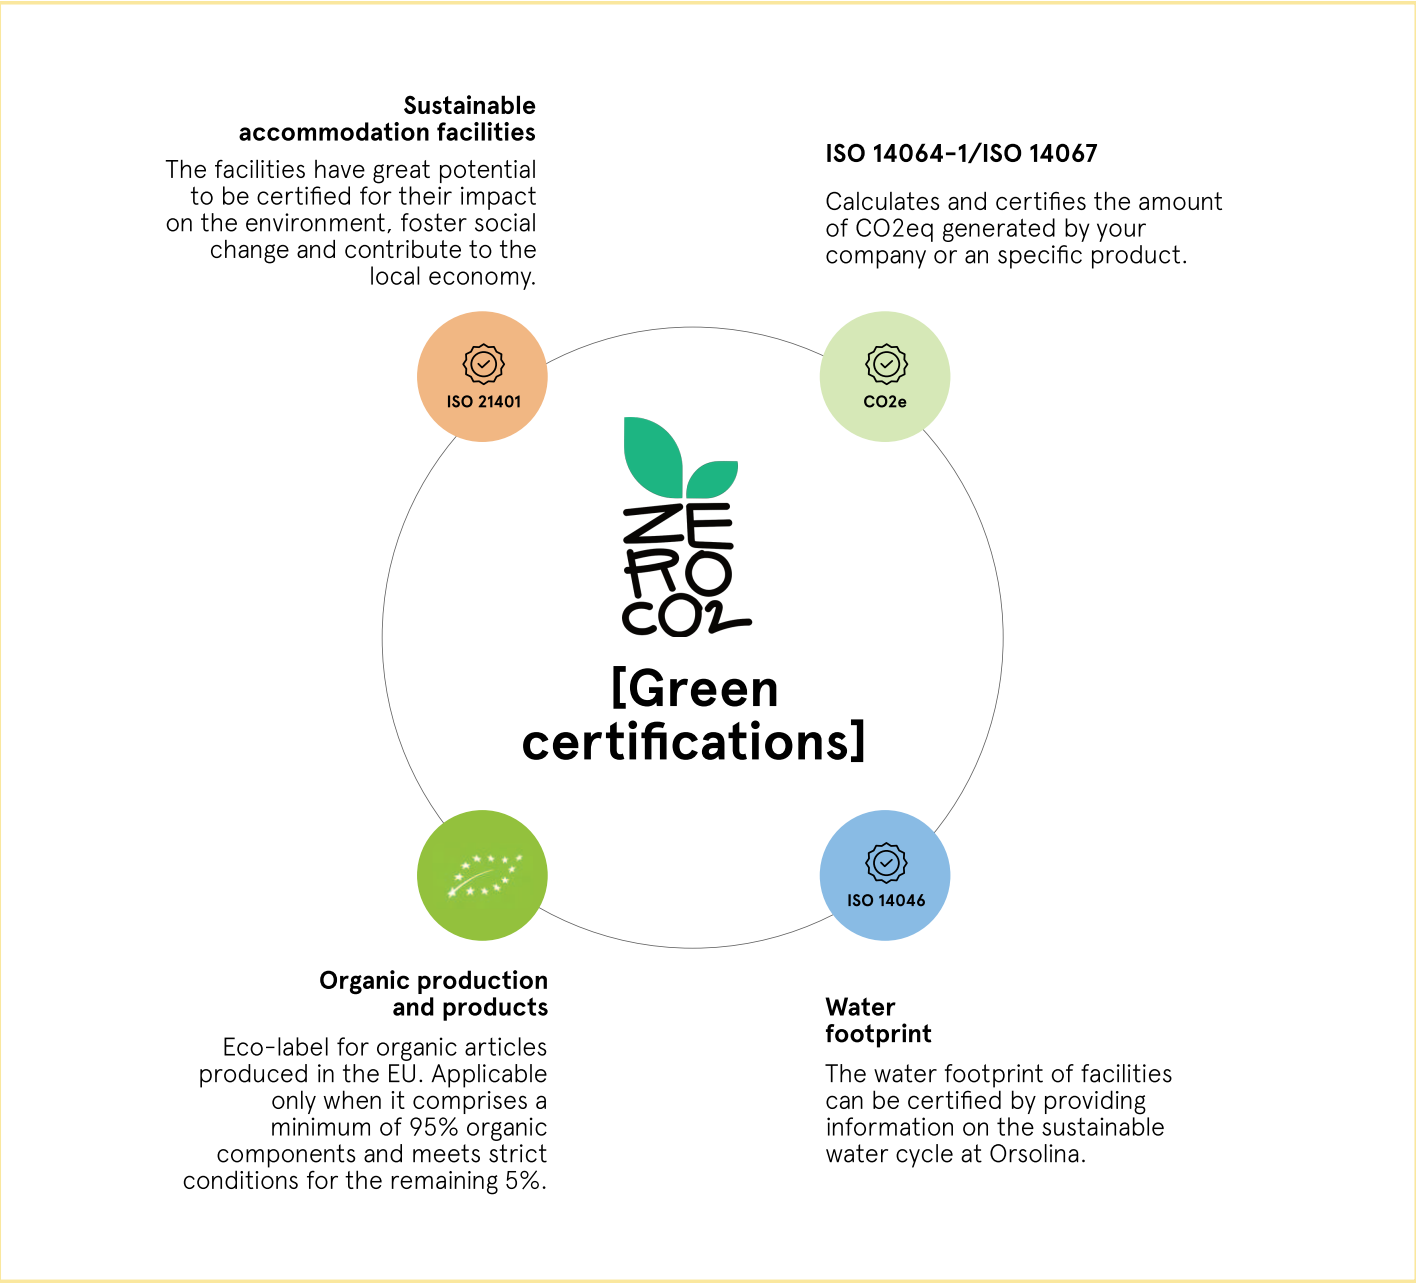 Sustainable
accommodation facilities
The facilities have great potential
to be certified for their impact
on the environment, foster social
change and contribute to the
local economy.
ISO 14064-1/ISO 14067
Calculates and certifies the amount
of CO2eq generated by your
company or an specific product.
ISO 21401
CO2e
ZE
RO
CO2
[Green
certifications]
ISO 14046
Organic production
and products
Eco-label for organic articles
produced in the EU. Applicable
only when it comprises a
minimum of 95% organic
components and meets strict
conditions for the remaining 5%.
Water
footprint
The water footprint of facilities
can be certified by providing
information on the sustainable
water cycle at Orsolina.